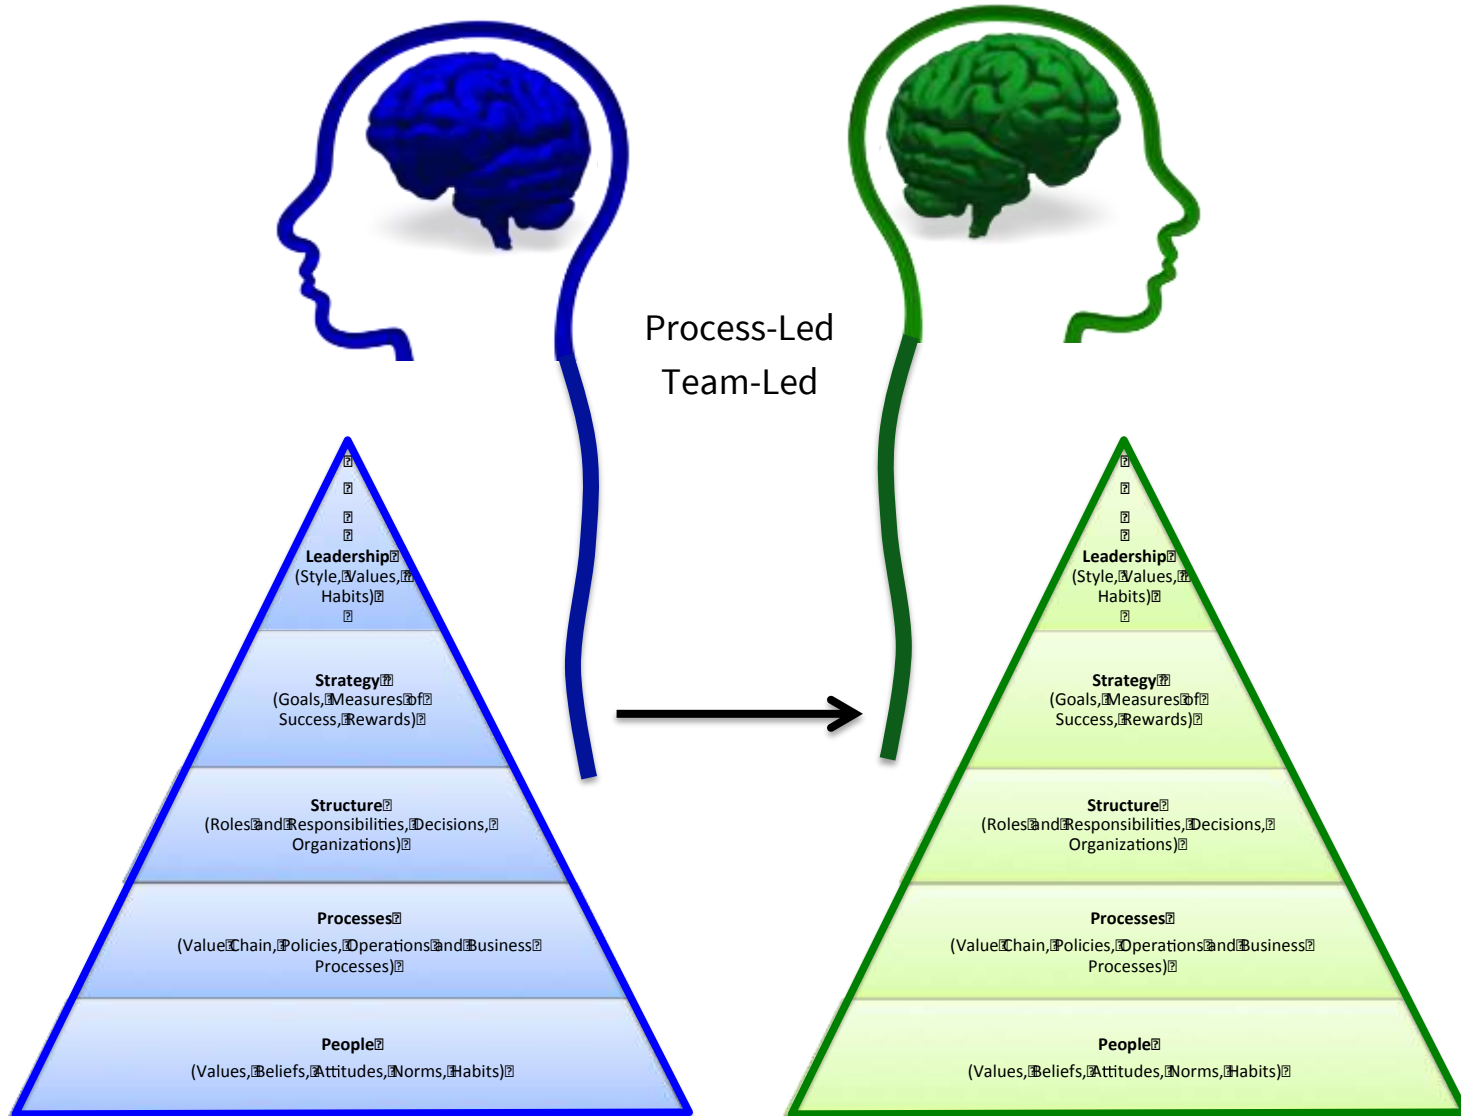 Process-Led
Team-Led
Leadership
(Style, Values,
Habits)
Strategy
(Goals, Measures of
Success, Rewards)
Structure
(Roles and Responsibilities, Decisions,
Organizations)
Processes
(Value Chain, Policies, Operations and Business
Processes)
People
(Values, Beliefs, Attitudes, Norms, Habits)
Leadership
(Style, Values,
Habits)
Strategy
(Goals, Measures of
Success, Rewards)
Structure
(Roles and Responsibilities, Decisions,
Organizations)
Processes
(Value Chain, Policies, Operations and Business
Processes)
People
(Values, Beliefs, Attitudes, Norms, Habits)